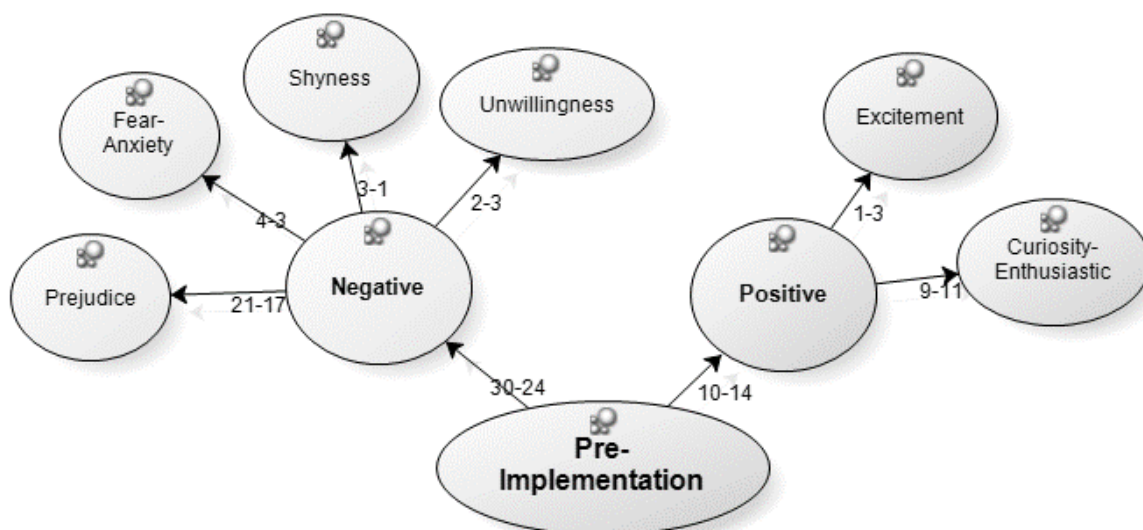 Shyness
Unwillingness
Fear-
Anxiety
Excitement
3-1
2-3
1-3
4-3
Curiosity-
Enthusiastic
Prejudice
21-17
Negative
Positive
9-11
30-24
10-14
Pre-
Implementation